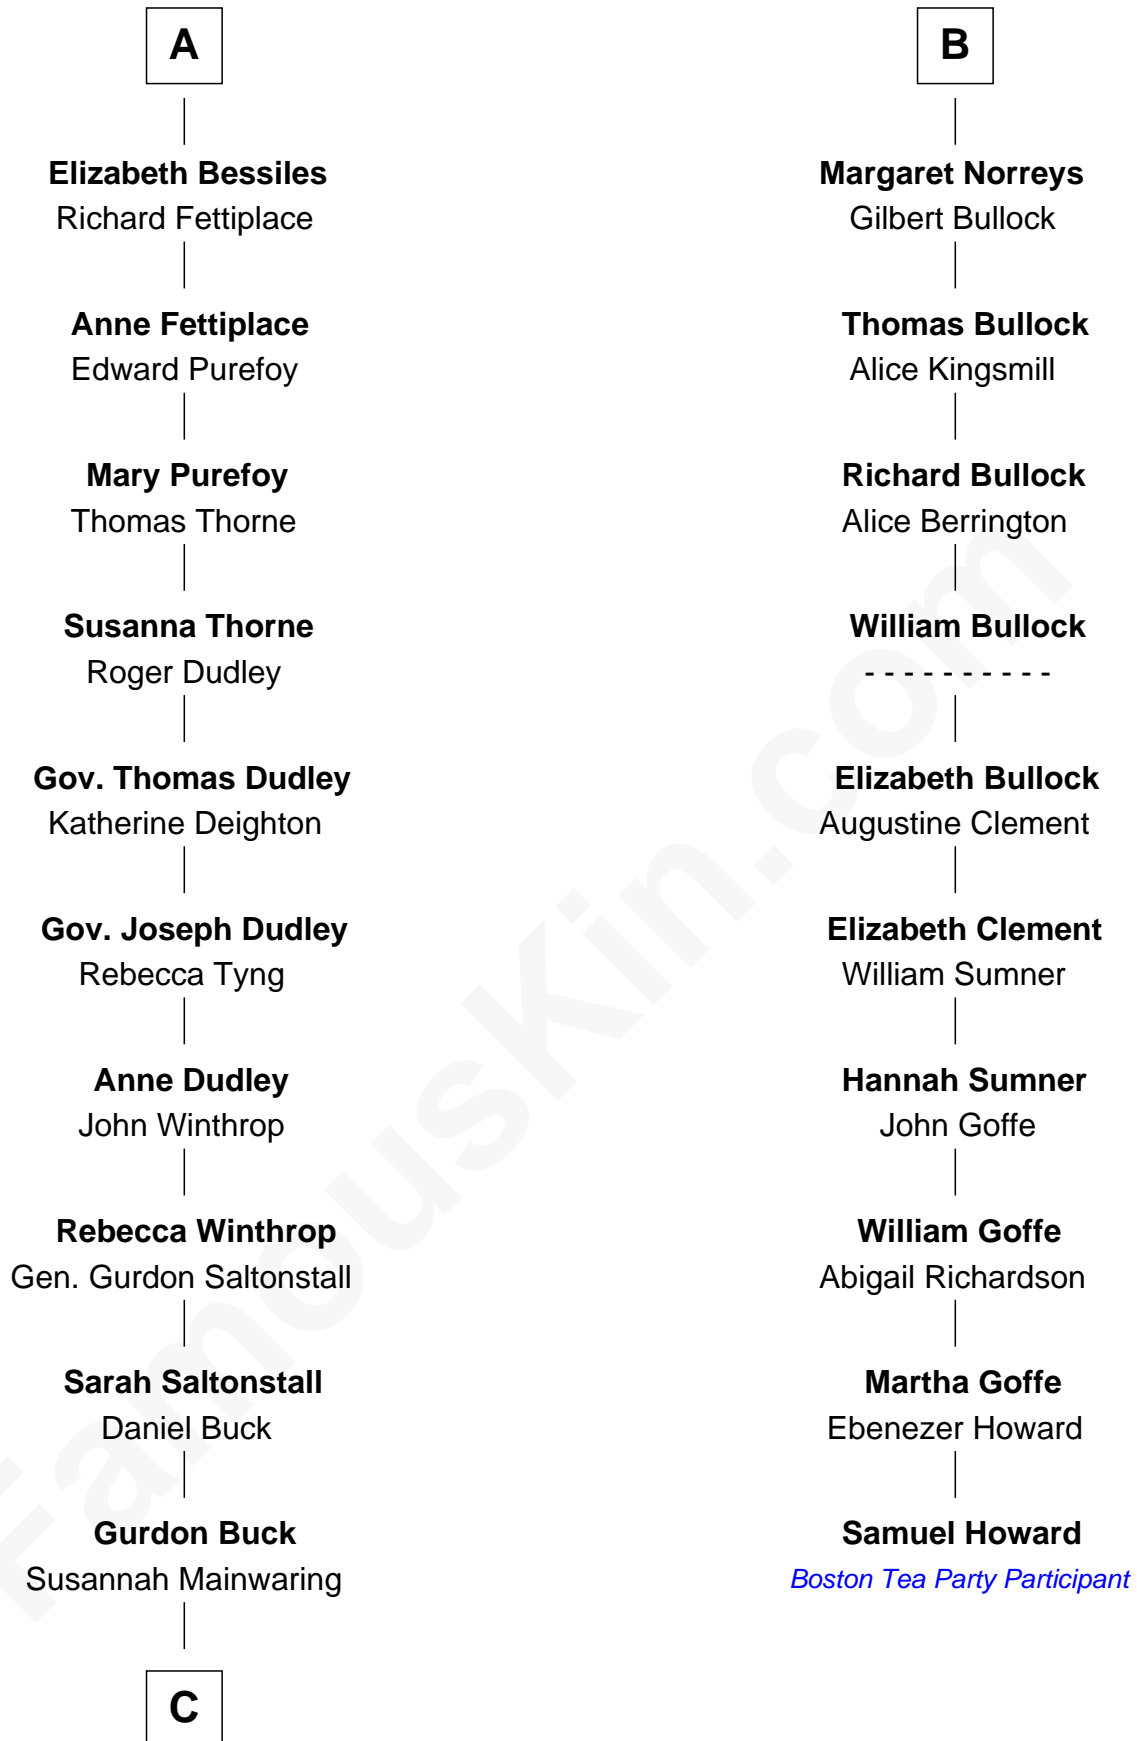 A
Elizabeth Bessiles
Richard Fettiplace
Anne Fettiplace
Edward Purefoy
Mary Purefoy
Thomas Thorne
Susanna Thorne
Roger Dudley
Gov. Thomas Dudley
Katherine Deighton
Gov. Joseph Dudley
Rebecca Tyng
Anne Dudley
John Winthrop
Rebecca Winthrop
Gen. Gurdon Saltonstall
Sarah Saltonstall
Daniel Buck
Gurdon Buck
Susannah Mainwaring
C
B
Margaret Norreys
Gilbert Bullock
Thomas Bullock
Alice Kingsmill
Richard Bullock
Alice Berrington
William Bullock
- - - - - - - - - -
Elizabeth Bullock
Augustine Clement
Elizabeth Clement
William Sumner
Hannah Sumner
John Goffe
William Goffe
Abigail Richardson
Martha Goffe
Ebenezer Howard
Samuel Howard
Boston Tea Party Participant
FamousKin.com